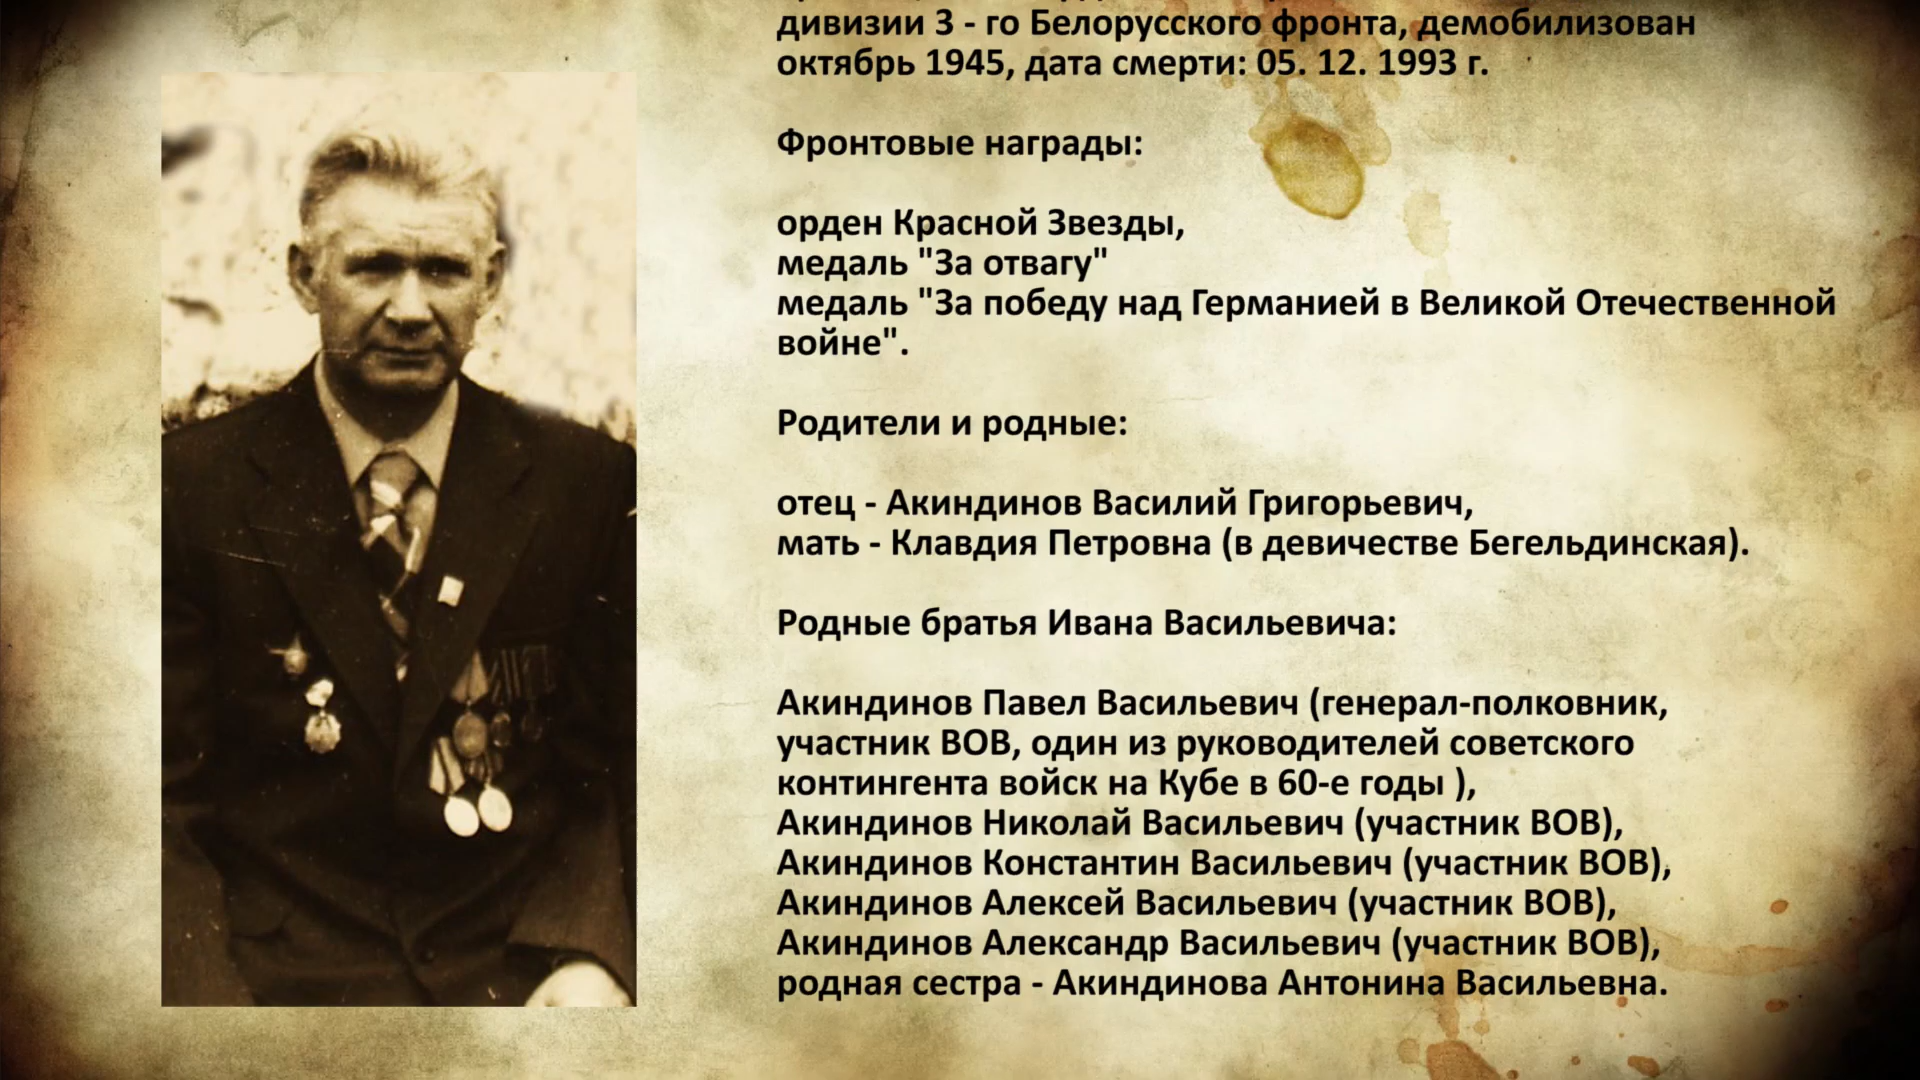 дивизии 3 - го Белорусского фронта, демобилизован
октябрь 1945, дата смерти: 05. 12. 1993 г.
Фронтовые награды:
орден Красной Звезды,
медаль "За отвагу"
медаль "За победу над Германией в Великой Отечественной
войне".
Родители и родные:
отец - Акиндинов Василий Григорьевич,
мать - Клавдия Петровна (в девичестве Бегельдинская).
Родные братья Ивана Васильевича:
Акиндинов Павел Васильевич (генерал-полковник,
участник ВОВ, один из руководителей советского
контингента войск на Кубе в 60-е годы ),
Акиндинов Николай Васильевич (участник ВОВ),
Акиндинов Константин Васильевич (участник ВОВ),
Акиндинов Алексей Васильевич (участник ВОВ),
Акиндинов Александр Васильевич (участник ВОВ),
родная сестра - Акиндинова Антонина Васильевна.